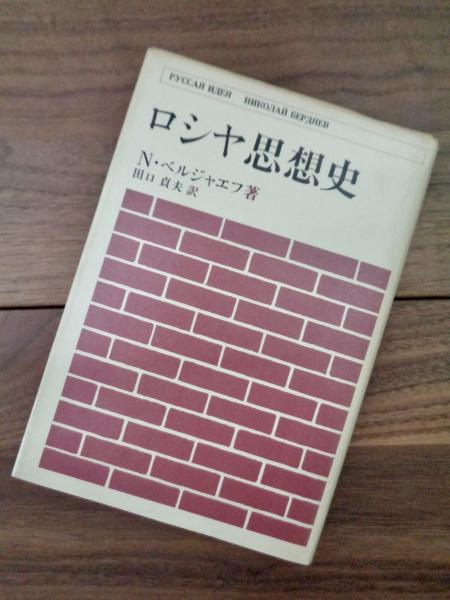 РУССАЯ ИДЕЯ НИКОЛАЙ БЕРДЯЕВ
ロシヤ思想史
N・ベルジャエフ著
田口 貞夫 訳